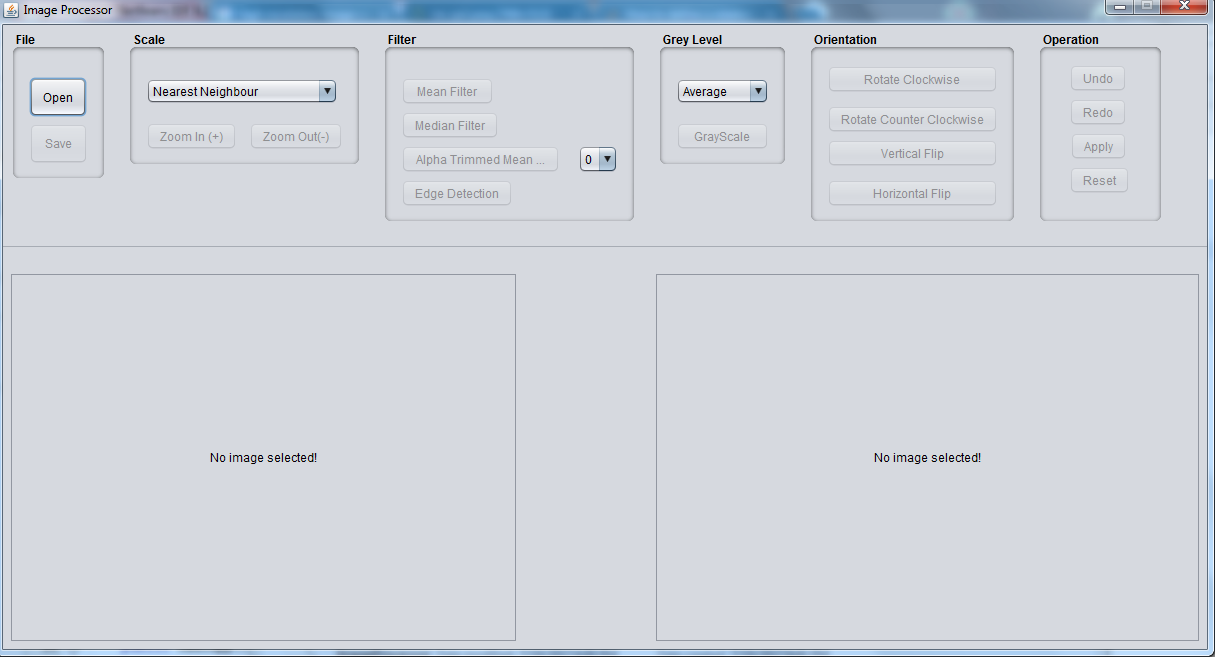 Image Processor
File
Open
Save
Scale
Nearest Neighbour
Zoom In (+)
Zoom Out(-)
Filter
Mean Filter
Median Filter
Alpha Trimmed Mean ...
0
Edge Detection
Grey Level
Average
GrayScale
Orientation
Rotate Clockwise
Rotate Counter Clockwise
Vertical Flip
Horizontal Flip
Operation
Undo
Redo
Apply
Reset
No image selected!
No image selected!